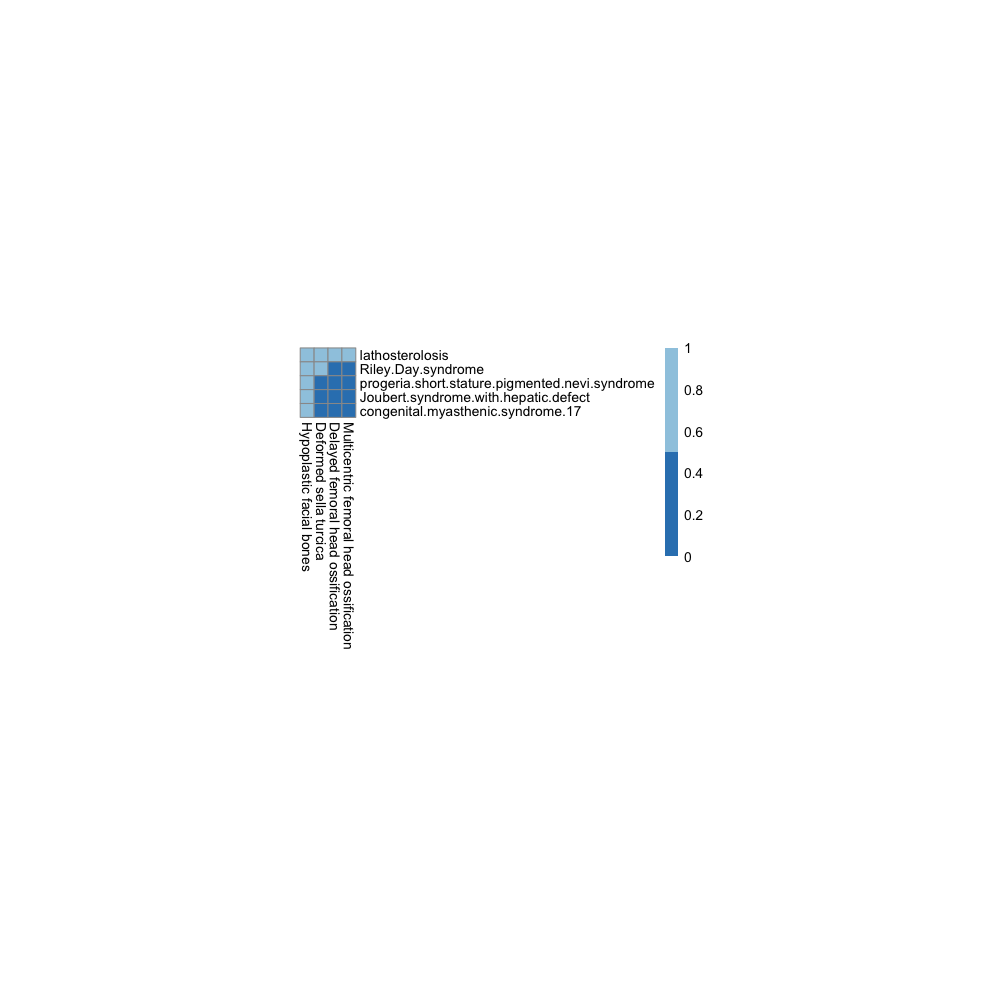 lathosterolosis
Riley.Day.syndrome
progeria.short.stature.pigmented.nevi.syndrome
Joubert.syndrome.with.hepatic.defect
congenital.myasthenic.syndrome.17
Hypoplastic facial bones
Deformed sella turcica
Delayed femoral head ossification
Multicentric femoral head ossification
1
0.8
0.6
0.4
0.2
0